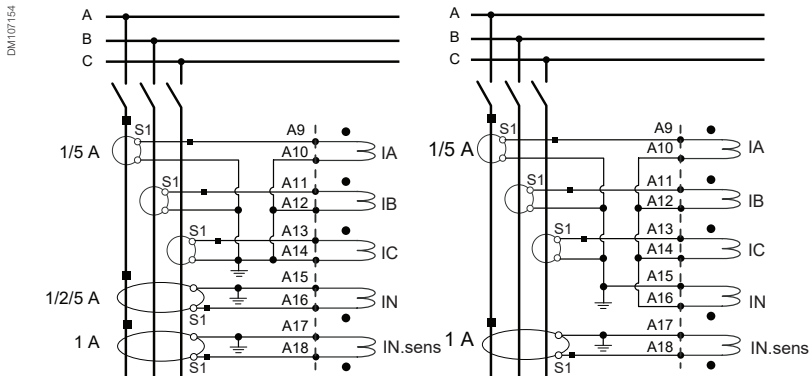 DM107154
A
B
C
S1
A9
1/5 A
A10
IA
S1
A11
A12
IB
S1
A13
A14
IC
A15
1/2/5 A
A16
IN
S1
A17
1 A
A18
IN.sens
S1
A
B
C
S1
A9
1/5 A
A10
IA
S1
A11
A12
IB
S1
A13
A14
IC
A15
A16
IN
A17
1 A
A18
IN.sens
S1